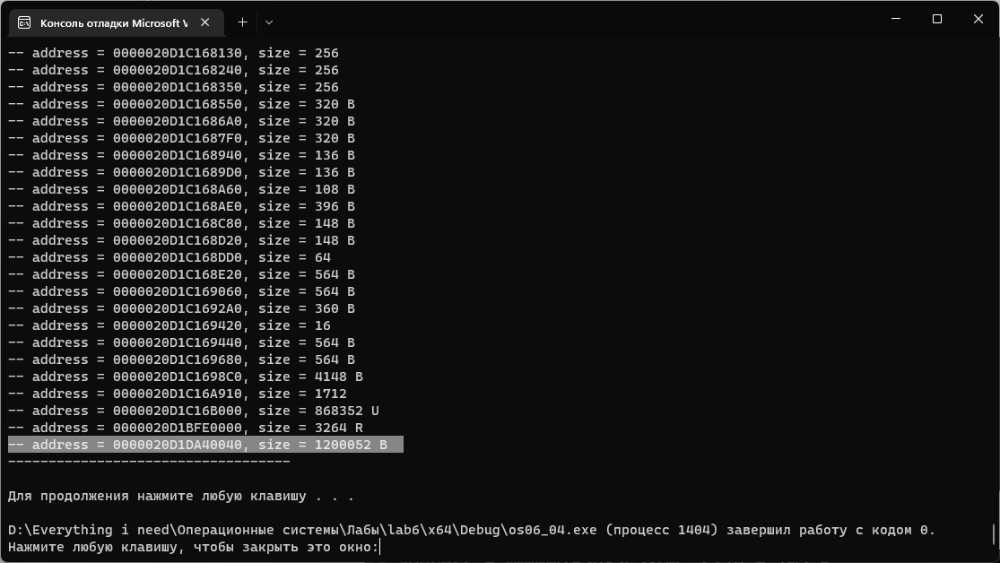 Консоль отладки Microsoft V
-- address = 0000020D1C168130, size = 256
-- address = 0000020D1C168240, size = 256
-- address = 0000020D1C168350, size = 256
-- address = 0000020D1C168550, size = 320 B
-- address = 0000020D1C1686A0, size = 320 B
-- address = 0000020D1C1687F0, size = 320 B
-- address = 0000020D1C168940, size = 136 B
-- address = 0000020D1C1689D0, size = 136 B
-- address = 0000020D1C168A60, size = 108 B
-- address = 0000020D1C168AE0, size = 396 B
-- address = 0000020D1C168C80, size = 148 B
-- address = 0000020D1C168D20, size = 148 B
-- address = 0000020D1C168DD0, size = 64
-- address = 0000020D1C168E20, size = 564 B
-- address = 0000020D1C169060, size = 564 B
-- address = 0000020D1C1692A0, size = 360 B
-- address = 0000020D1C169420, size = 16
-- address = 0000020D1C169440, size = 564 B
-- address = 0000020D1C169680, size = 564 B
-- address = 0000020D1C1698C0, size = 4148 B
-- address = 0000020D1C16A910, size = 1712
-- address = 0000020D1C16B000, size = 868352 U
-- address = 0000020D1BFE0000, size = 3264 R
-- address = 0000020D1DA40040, size = 1200052 B
-----------------------------------
Для продолжения нажмите любую клавишу . . .
D:\Everything i need\Операционные системы\Лабы\lab6\x64\Debug\os06_04.exe (процесс 1404) завершил работу с кодом 0.
Нажмите любую клавишу, чтобы закрыть это окно: